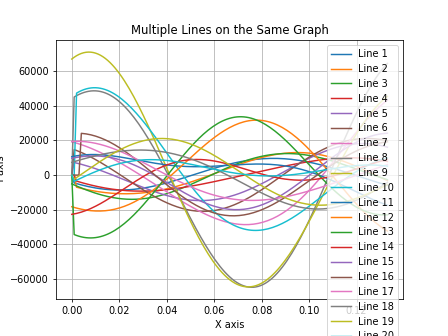 Multiple Lines on the Same Graph
60000
40000
20000
0
−20000
−40000
−60000
0.00
0.02
0.04
0.06
0.08
0.10
X axis
axis
Line 1
Line 2
Line 3
Line 4
Line 5
Line 6
Line 7
Line 8
Line 9
Line 10
Line 11
Line 12
Line 13
Line 14
Line 15
Line 16
Line 17
Line 18
Line 19
Line 20